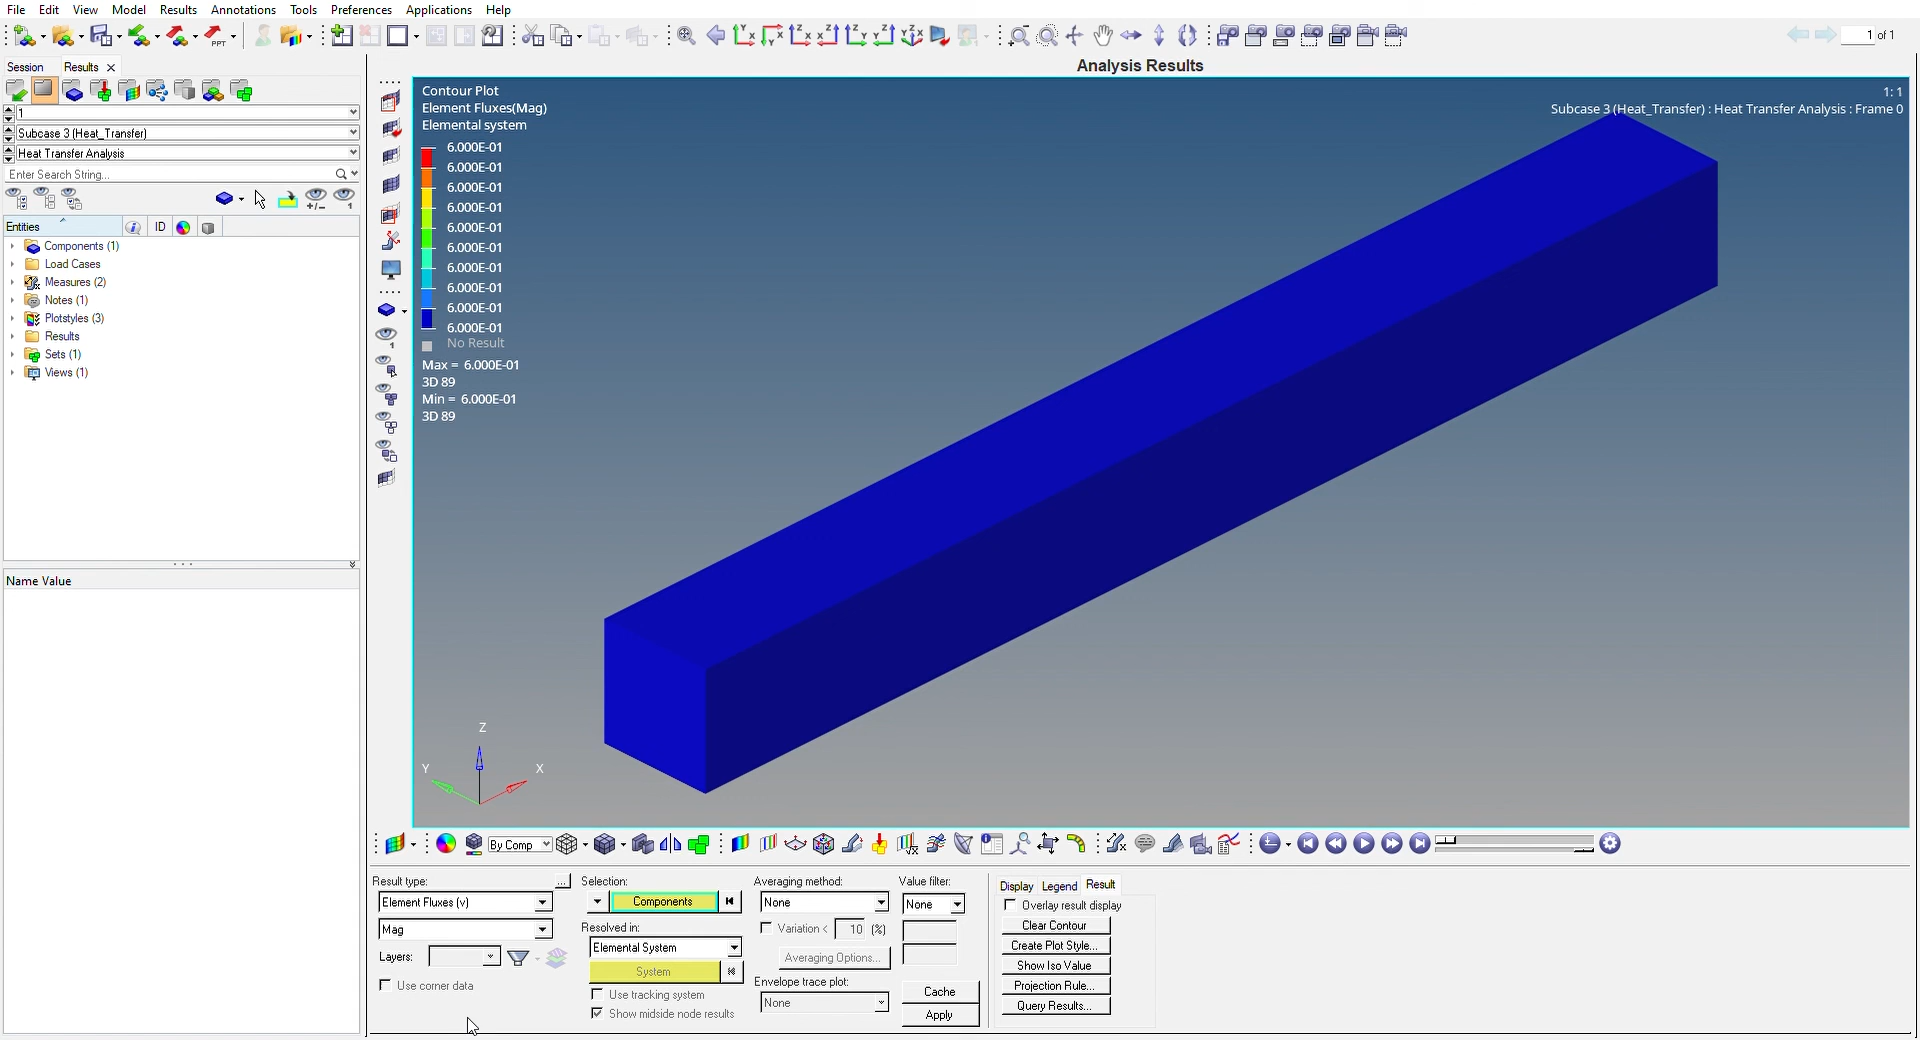 File Edit View Model Results Annotations Tools Preferences Applications Help
PPT
1 of 1
Session Results
Analysis Results
1
Subcase 3 (Heat_Transfer)
Heat Transfer Analysis
Enter Search String...
Entities ID
Components (1)
Load Cases
Measures (2)
Notes (1)
Plotstyles (3)
Results
Sets (1)
Views (1)
Name Value
Contour Plot
Element Fluxes(Mag)
Elemental system
6.000E-01
6.000E-01
6.000E-01
6.000E-01
6.000E-01
6.000E-01
6.000E-01
6.000E-01
6.000E-01
6.000E-01
No Result
Max = 6.000E-01
3D 89
Min = 6.000E-01
3D 89
1: 1
Subcase 3 (Heat_Transfer) : Heat Transfer Analysis : Frame 0
Z
Y
X
By Comp
Result type: ...
Element Fluxes (v)
Mag
Layers:
Use corner data
Selection:
Components
Resolved in:
Elemental System
System
Use tracking system
Show midside node results
Averaging method:
None
Variation < 10 (%)
Averaging Options...
Envelope trace plot:
None
Value filter:
None
Cache
Apply
Display Legend Result
Overlay result display
Clear Contour
Create Plot Style...
Show Iso Value
Projection Rule...
Query Results...